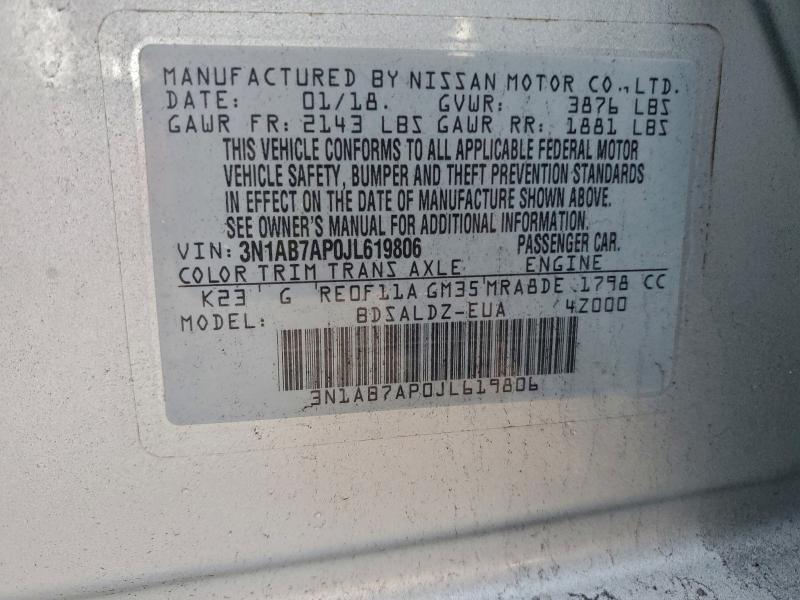 MANUFACTURED BY NISSAN MOTOR CO., LTD.
DATE: 01/18. GVWR: 3876 LBS
GAWR FR: 2143 LBS GAWR RR: 1881 LBS
THIS VEHICLE CONFORMS TO ALL APPLICABLE FEDERAL MOTOR
VEHICLE SAFETY, BUMPER AND THEFT PREVENTION STANDARDS
IN EFFECT ON THE DATE OF MANUFACTURE SHOWN ABOVE.
SEE OWNER'S MANUAL FOR ADDITIONAL INFORMATION.
VIN: 3N1AB7AP0JL619806 PASSENGER CAR.
COLOR TRIM TRANS AXLE ENGINE
K23 G RE0F11A GM35 MRA8DE 1798 CC
MODEL: BDSALDZ-EUA 4Z000
3N1AB7AP0JL619806